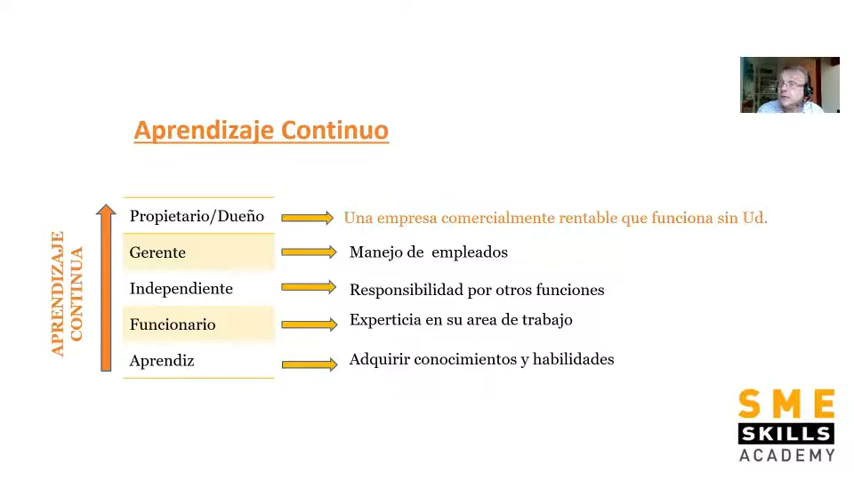 Aprendizaje Continuo
APRENDIZAJE
CONTINUA
Propietario/Dueño
Una empresa comercialmente rentable que funciona sin Ud.
Gerente
Manejo de empleados
Independiente
Responsibilidad por otros funciones
Funcionario
Experticia en su area de trabajo
Aprendiz
Adquirir conocimientos y habilidades
SME
SKILLS
ACADEMY